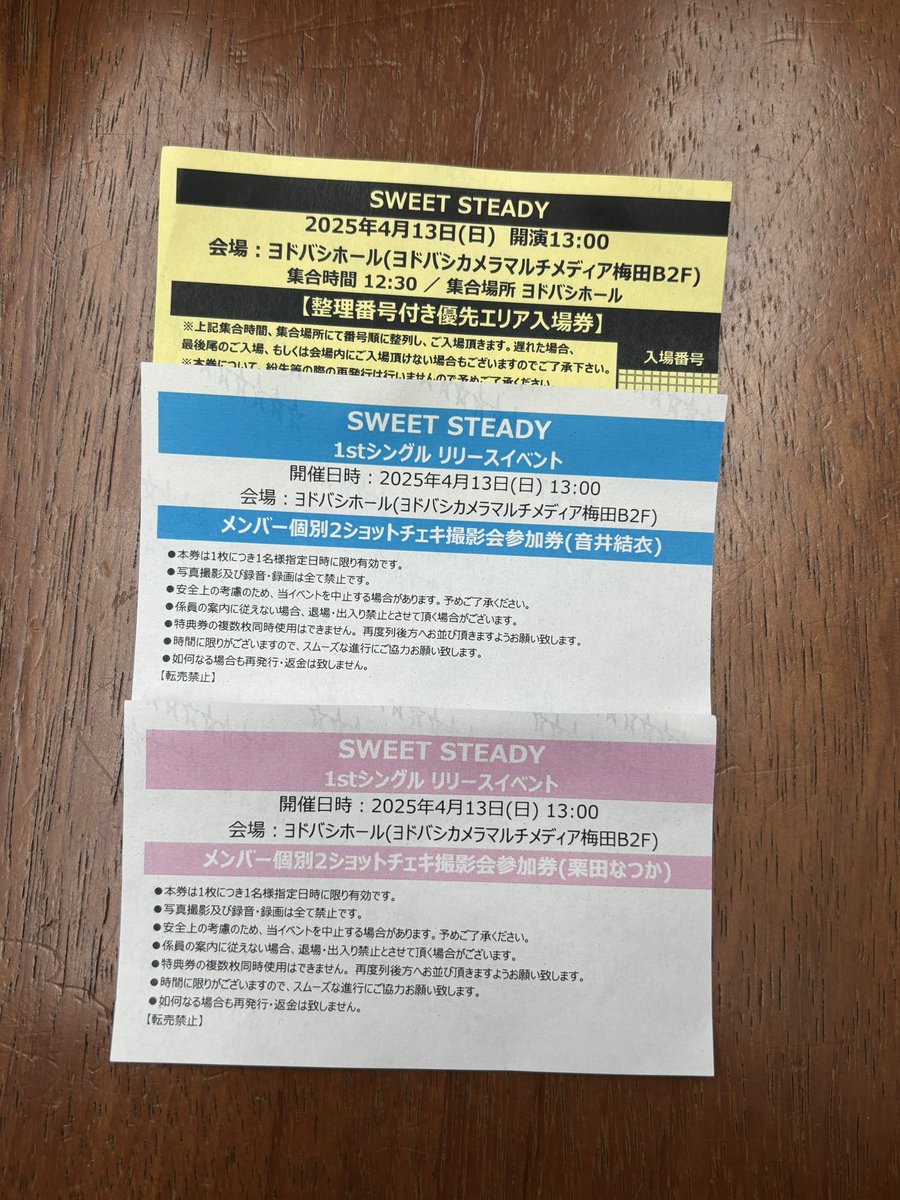 SWEET STEADY
2025年4月13日(日) 開演13:00
会場：ヨドバシホール(ヨドバシカメラマルチメディア梅田B2F)
集合時間 12:30 ／ 集合場所 ヨドバシホール
【整理番号付き優先エリア入場券】
※上記集合時間、集合場所にて番号順に整列し、ご入場頂きます。遅れた場合、
最後尾のご入場、もしくは会場内にご入場頂けない場合もございますのでご了承下さい。
※本券について、紛失等の際の再発行は行いませんので予めご了承ください。
入場番号
SWEET STEADY
1stシングル リリースイベント
開催日時：2025年4月13日(日) 13:00
会場：ヨドバシホール(ヨドバシカメラマルチメディア梅田B2F)
メンバー個別2ショットチェキ撮影会参加券(音井結衣)
●本券は1枚につき1名様指定日時に限り有効です。
●写真撮影及び録音・録画は全て禁止です。
●安全上の考慮のため、当イベントを中止する場合があります。予めご了承ください。
●係員の案内に従えない場合、退場・出入り禁止とさせて頂く場合がございます。
●特典券の複数枚同時使用はできません。再度列後方へお並び頂きますようお願い致します。
●時間に限りがございますので、スムーズな進行にご協力お願い致します。
●如何なる場合も再発行・返金は致しません。
【転売禁止】
SWEET STEADY
1stシングル リリースイベント
開催日時：2025年4月13日(日) 13:00
会場：ヨドバシホール(ヨドバシカメラマルチメディア梅田B2F)
メンバー個別2ショットチェキ撮影会参加券(栗田なつか)
●本券は1枚につき1名様指定日時に限り有効です。
●写真撮影及び録音・録画は全て禁止です。
●安全上の考慮のため、当イベントを中止する場合があります。予めご了承ください。
●係員の案内に従えない場合、退場・出入り禁止とさせて頂く場合がございます。
●特典券の複数枚同時使用はできません。再度列後方へお並び頂きますようお願い致します。
●時間に限りがございますので、スムーズな進行にご協力お願い致します。
●如何なる場合も再発行・返金は致しません。
【転売禁止】